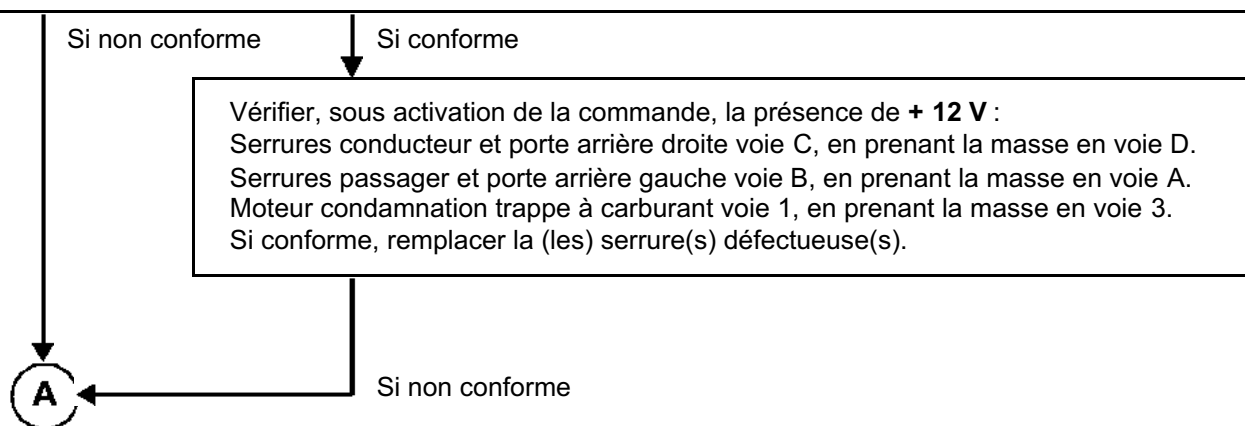 Si non conforme
Si conforme
Vérifier, sous activation de la commande, la présence de + 12 V :
Serrures conducteur et porte arrière droite voie C, en prenant la masse en voie D.
Serrures passager et porte arrière gauche voie B, en prenant la masse en voie A.
Moteur condamnation trappe à carburant voie 1, en prenant la masse en voie 3.
Si conforme, remplacer la (les) serrure(s) défectueuse(s).
Si non conforme
A